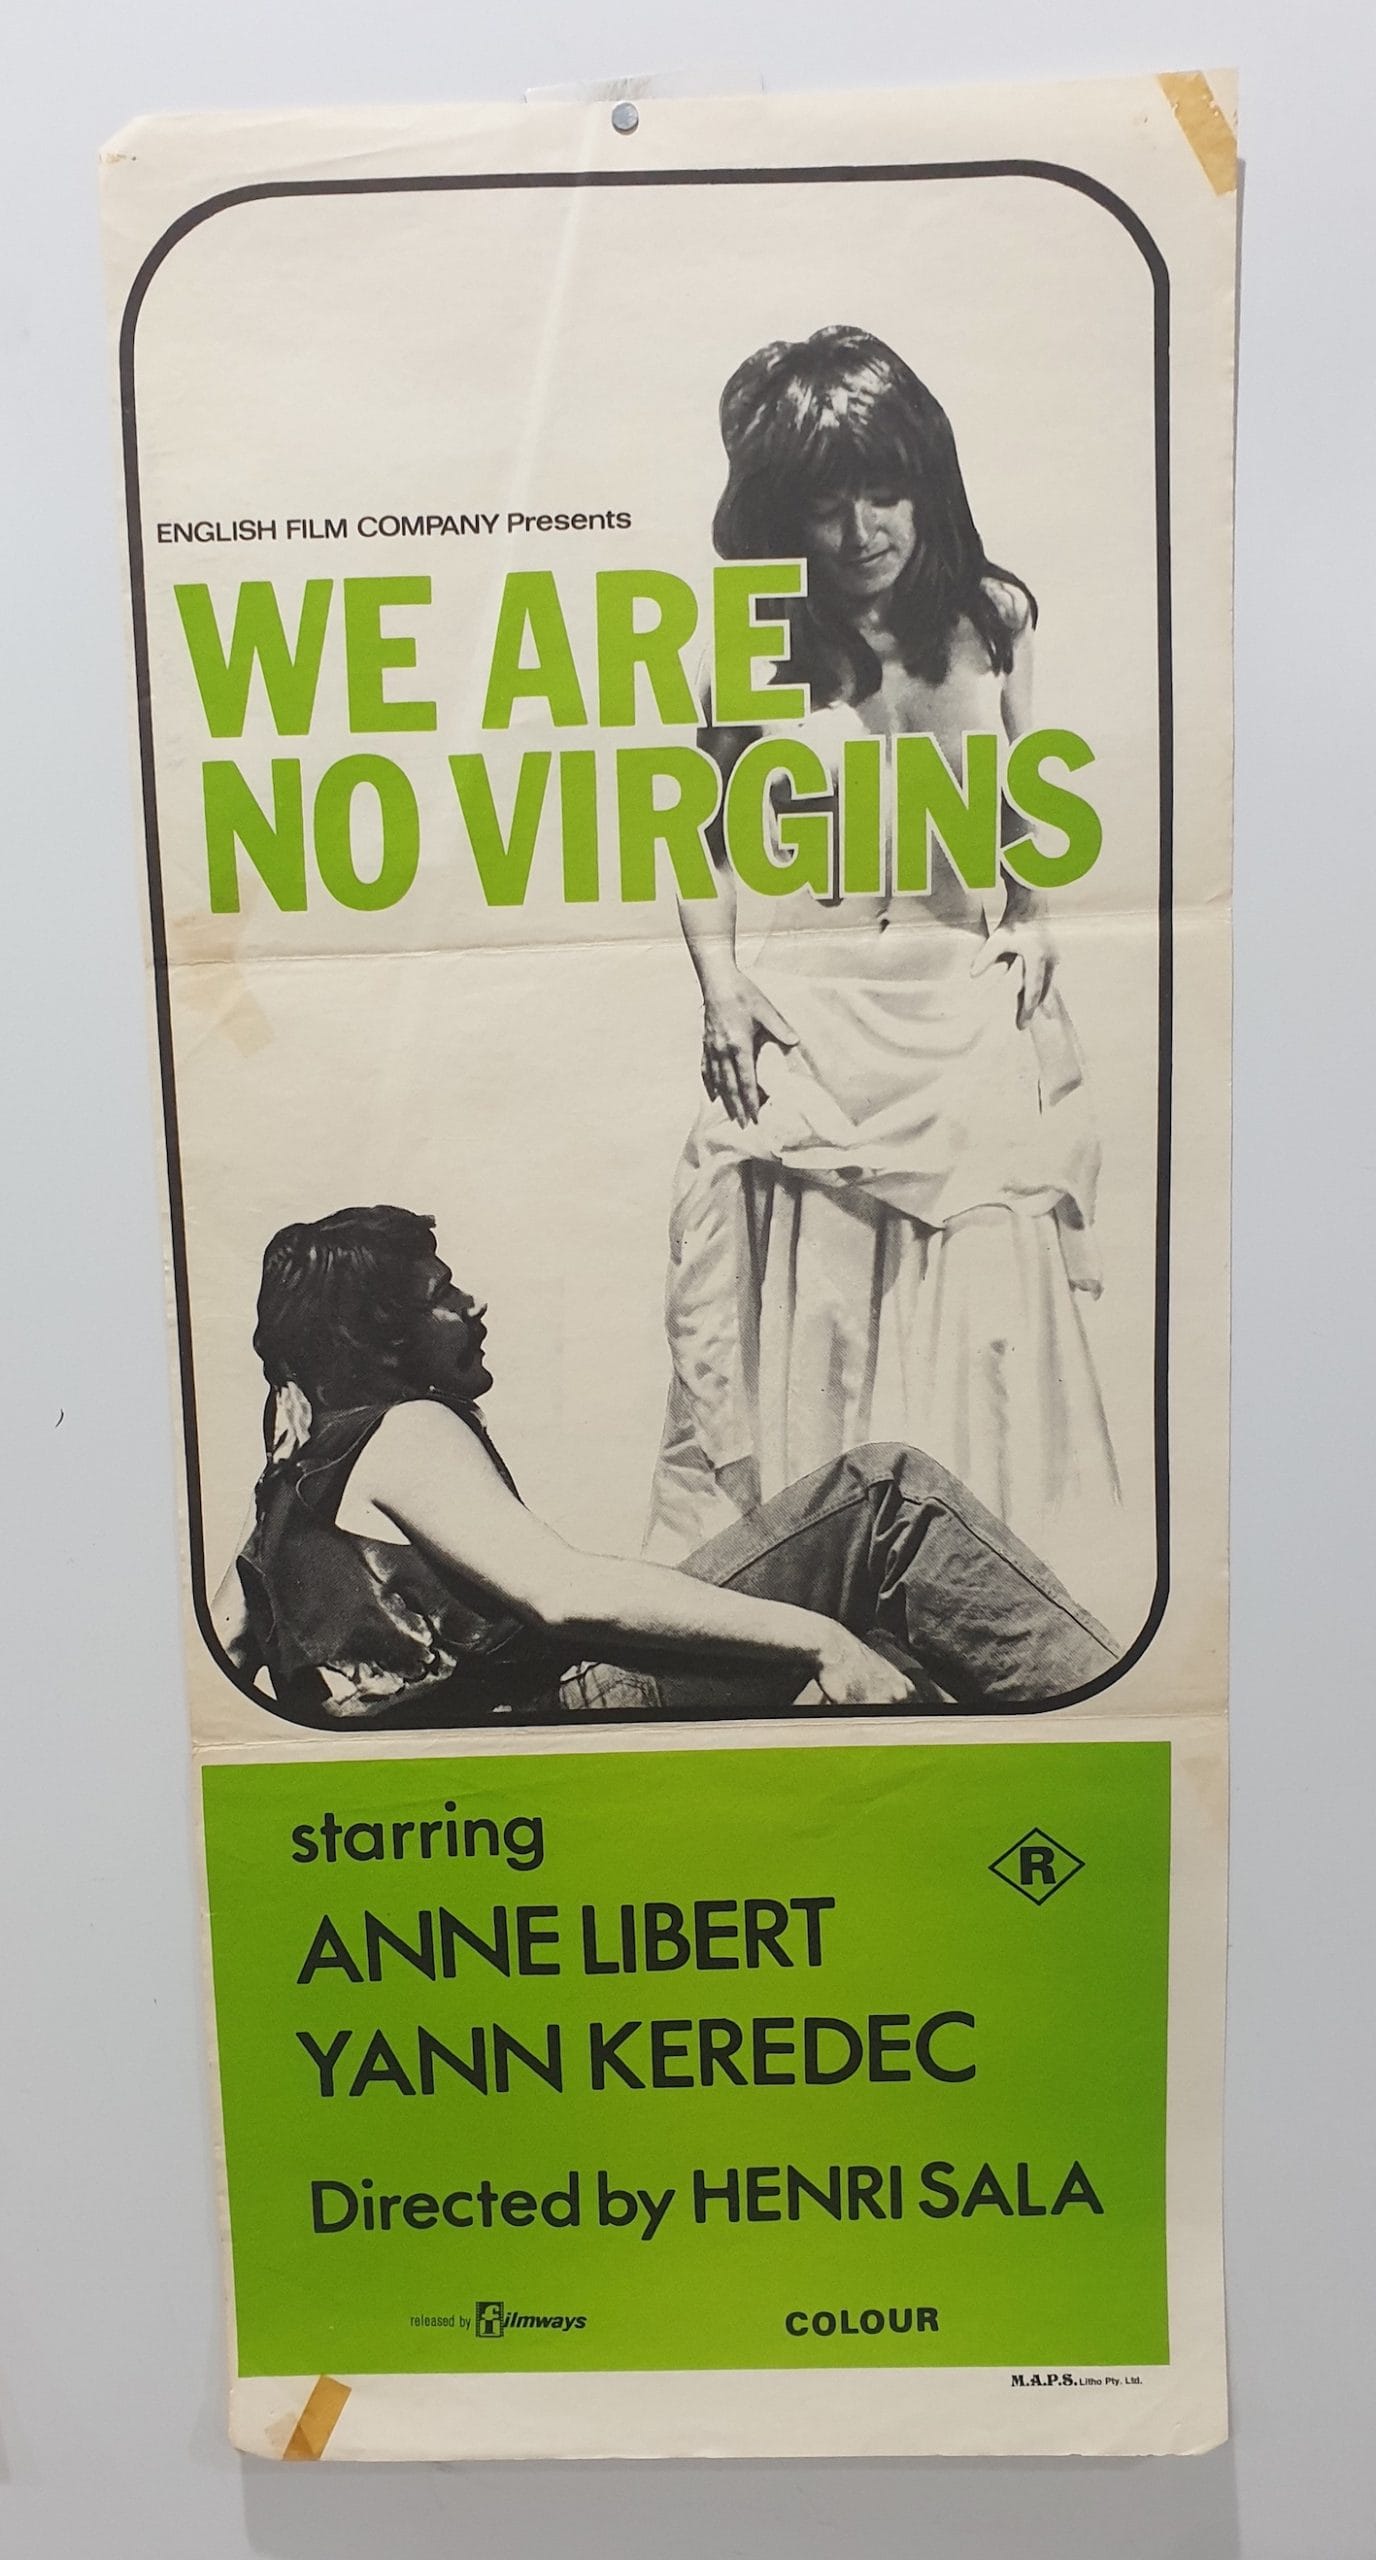 ENGLISH FILM COMPANY Presents
WE ARE
NO VIRGINS
starring
R
ANNE LIBERT
YANN KEREDEC
Directed by HENRI SALA
released by filmways
COLOUR
M.A.P.S. Litho Pty. Ltd.